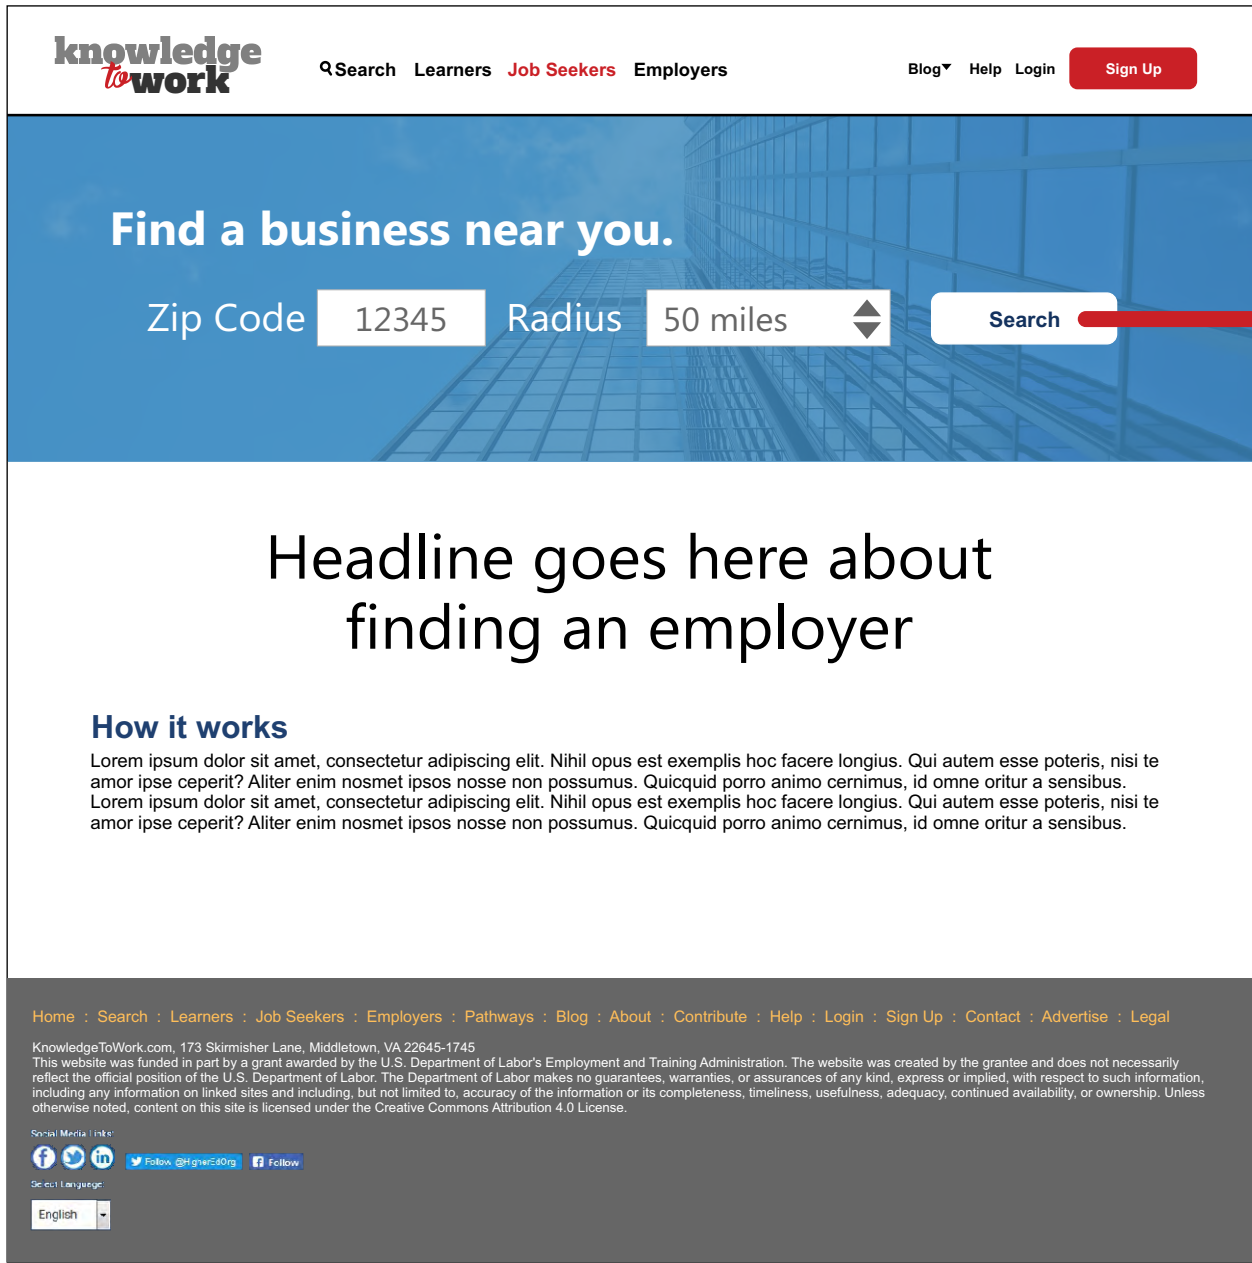 knowledge
to work
Search Learners Job Seekers Employers Blog Help Login Sign Up
Find a business near you.
Zip Code 12345 Radius 50 miles Search
Headline goes here about
finding an employer
How it works
Lorem ipsum dolor sit amet, consectetur adipiscing elit. Nihil opus est exemplis hoc facere longius. Qui autem esse poteris, nisi te
amor ipse ceperit? Aliter enim nosmet ipsos nosse non possumus. Quicquid porro animo cernimus, id omne oritur a sensibus.
Lorem ipsum dolor sit amet, consectetur adipiscing elit. Nihil opus est exemplis hoc facere longius. Qui autem esse poteris, nisi te
amor ipse ceperit? Aliter enim nosmet ipsos nosse non possumus. Quicquid porro animo cernimus, id omne oritur a sensibus.
Home : Search : Learners : Job Seekers : Employers : Pathways : Blog : About : Contribute : Help : Login : Sign Up : Contact : Advertise : Legal
KnowledgeToWork.com, 173 Skirmisher Lane, Middletown, VA 22645-1745
This website was funded in part by a grant awarded by the U.S. Department of Labor's Employment and Training Administration. The website was created by the grantee and does not necessarily
reflect the official position of the U.S. Department of Labor. The Department of Labor makes no guarantees, warranties, or assurances of any kind, express or implied, with respect to such information,
including any information on linked sites and including, but not limited to, accuracy of the information or its completeness, timeliness, usefulness, adequacy, continued availability, or ownership. Unless
otherwise noted, content on this site is licensed under the Creative Commons Attribution 4.0 License.
Social Media Links:
f in Follow @HigherEdOrg f Follow
Select Language:
English